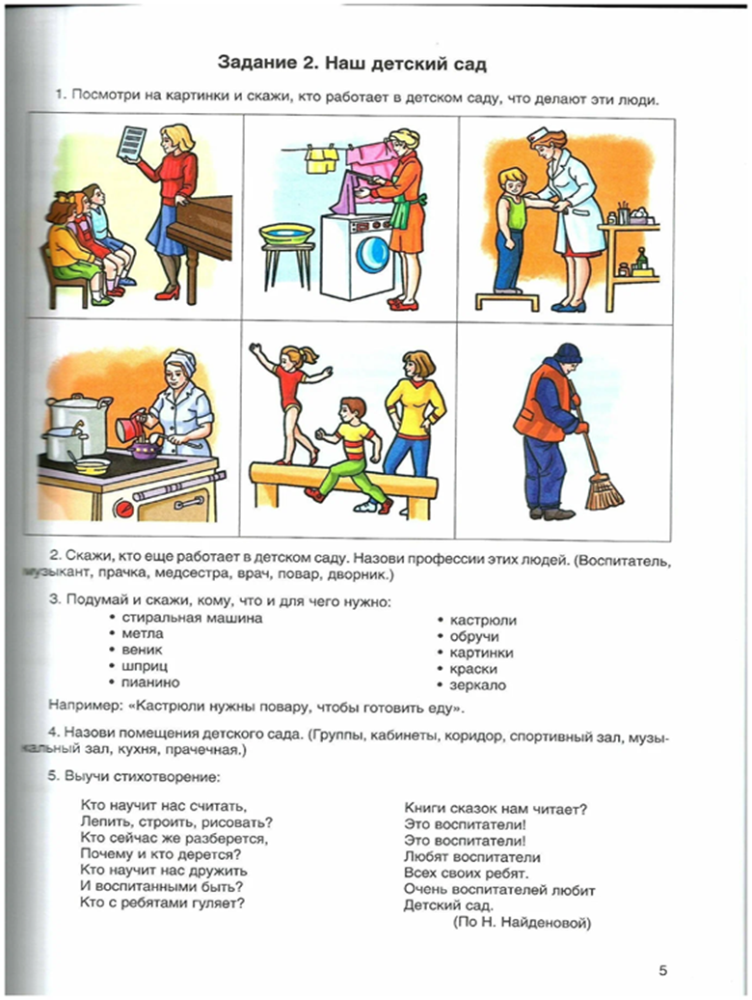 Задание 2. Наш детский сад
1. Посмотри на картинки и скажи, кто работает в детском саду, что делают эти люди.
2. Скажи, кто еще работает в детском саду. Назови профессии этих людей. (Воспитатель,
музыкант, прачка, медсестра, врач, повар, дворник.)
3. Подумай и скажи, кому, что и для чего нужно:
• стиральная машина
• метла
• веник
• шприц
• пианино
• кастрюли
• обручи
• картинки
• краски
• зеркало
Например: «Кастрюли нужны повару, чтобы готовить еду».
4. Назови помещения детского сада. (Группы, кабинеты, коридор, спортивный зал, музы-
кальный зал, кухня, прачечная.)
5. Выучи стихотворение:
Кто научит нас считать,
Лепить, строить, рисовать?
Кто сейчас же разберется,
Почему и кто дерется?
Кто научит нас дружить
И воспитанными быть?
Кто с ребятами гуляет?
Книги сказок нам читает?
Это воспитатели!
Это воспитатели!
Любят воспитатели
Всех своих ребят.
Очень воспитателей любит
Детский сад.
(По Н. Найденовой)
5